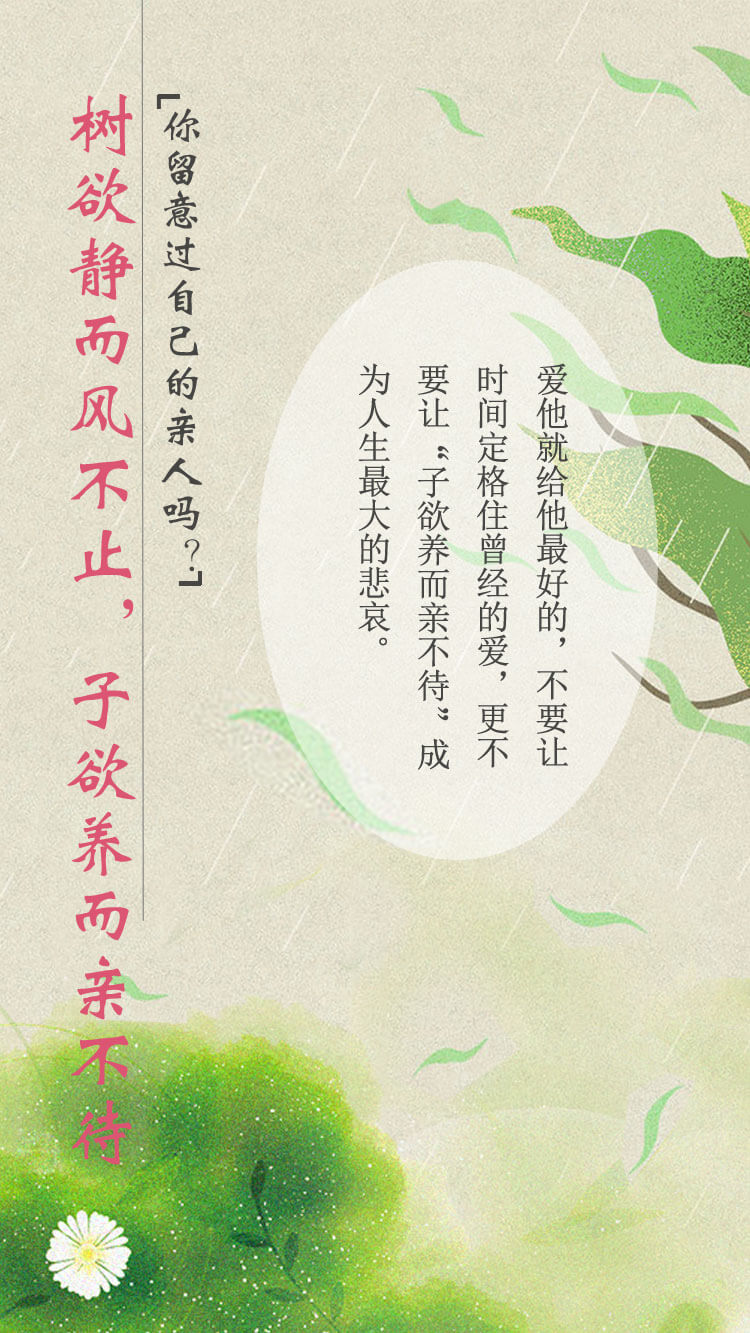 爱他就给他最好的，不要让
时间定格住曾经的爱，更不
要让“子欲养而亲不待”成
为人生最大的悲哀。
「你留意过自己的亲人吗？」
树欲静而风不止，子欲养而亲不待